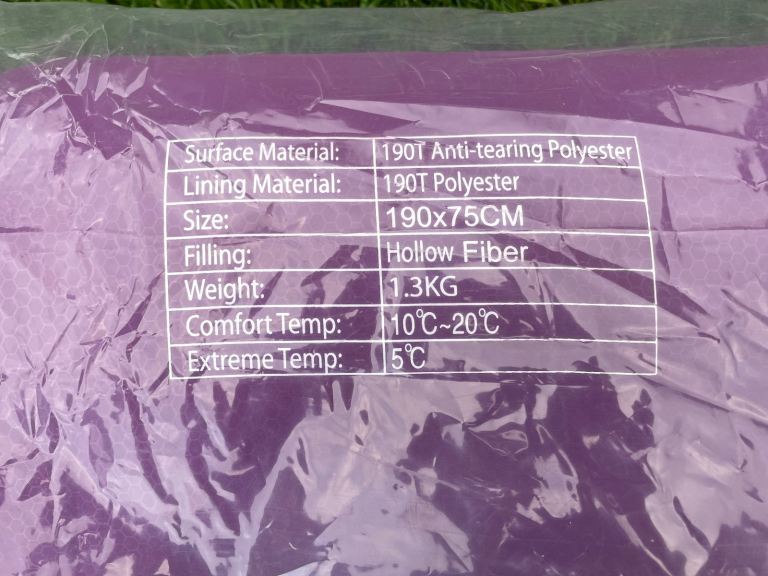 Surface Material: 190T Anti-tearing Polyester
Lining Material: 190T Polyester
Size: 190x75CM
Filling: Hollow Fiber
Weight: 1.3KG
Comfort Temp: 10℃~20℃
Extreme Temp: 5℃